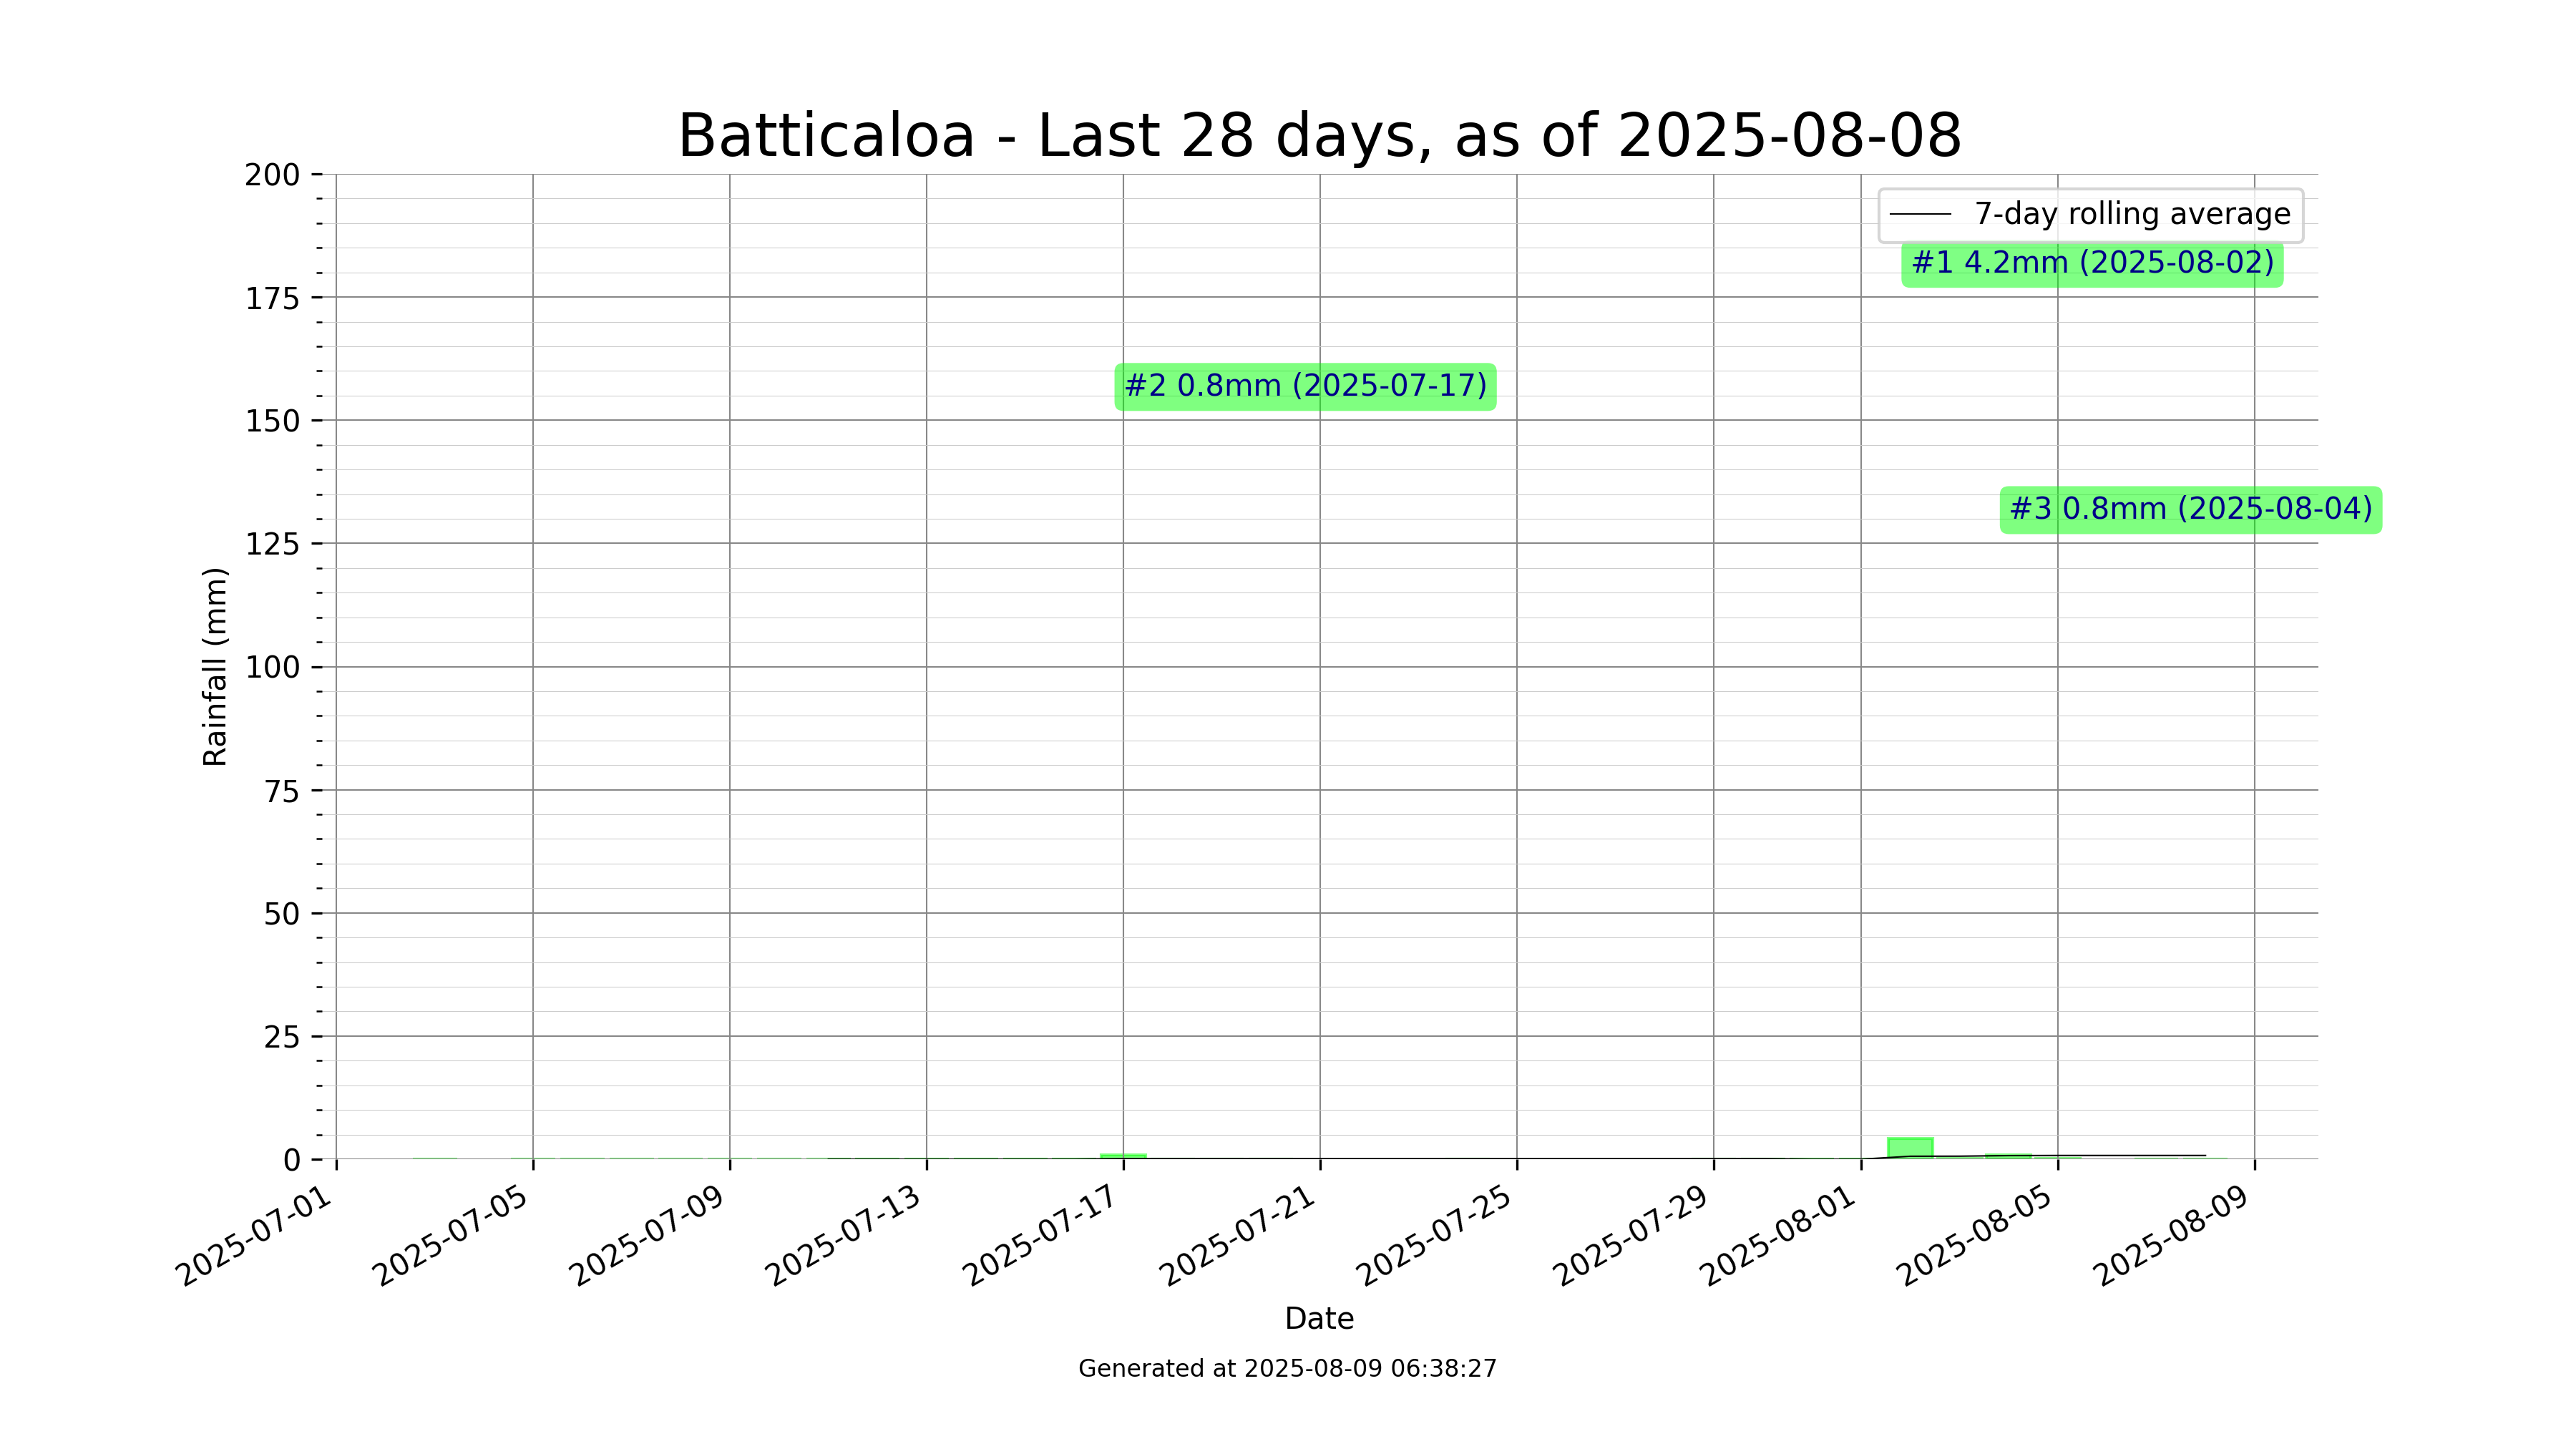 Batticaloa - Last 28 days, as of 2025-08-08
200
175
150
125
100
75
50
25
0
Rainfall (mm)
7-day rolling average
#1 4.2mm (2025-08-02)
#2 0.8mm (2025-07-17)
#3 0.8mm (2025-08-04)
2025-07-01
2025-07-05
2025-07-09
2025-07-13
2025-07-17
2025-07-21
2025-07-25
2025-07-29
2025-08-01
2025-08-05
2025-08-09
Date
Generated at 2025-08-09 06:38:27